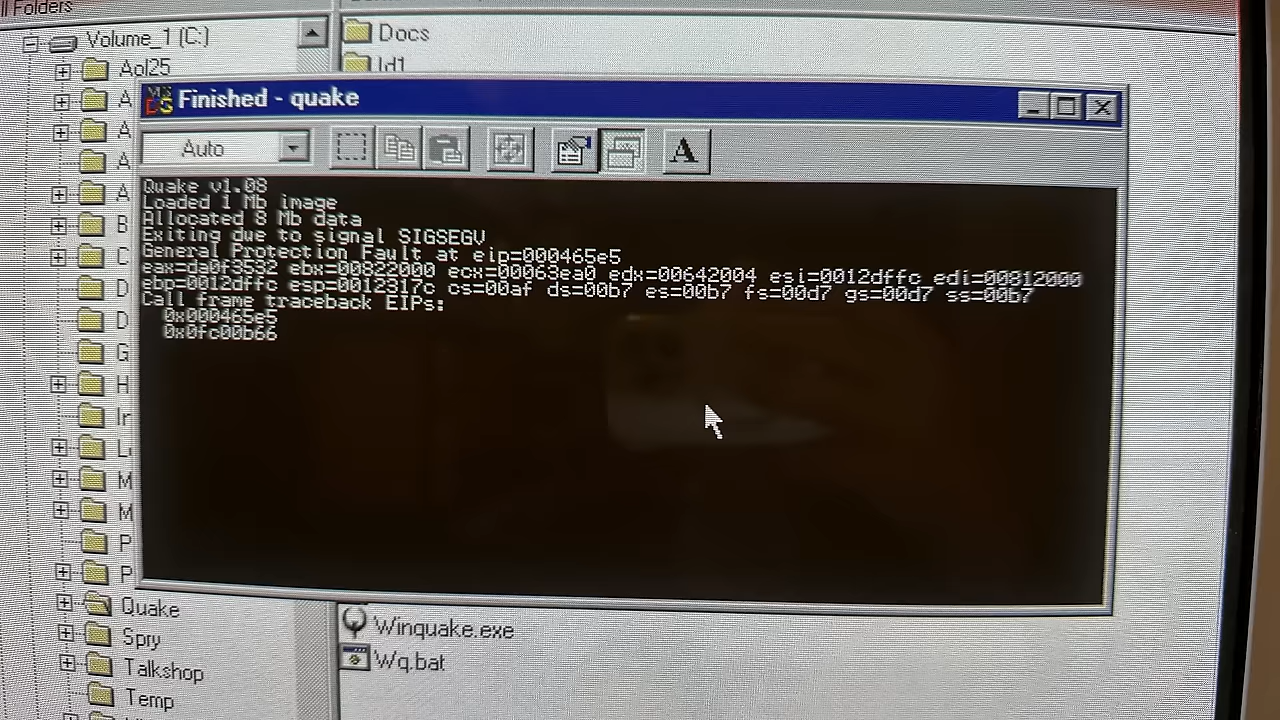 ll Folders
Volume_1 (C:)
Docs
Id1
Aol25
Finished - quake
A
A
Auto
A
A
A
Quake v1.08
Loaded 1 Mb image
Allocated 8 Mb data
Exiting due to signal SIGSEGV
General Protection Fault at eip=000465e5
eax=da0f3532 ebx=00822000 ecx=00063ea0 edx=00642004 esi=0012dffc edi=00812000
ebp=0012dffc esp=0012317c cs=00af ds=00b7 es=00b7 fs=00d7 gs=00d7 ss=00b7
Call frame traceback EIPs:
0x000465e5
0x0fc00b66
B
C
D
D
G
H
Ir
M
M
P
P
Quake
Winquake.exe
Spry
Wq.bat
Talkshop
Temp